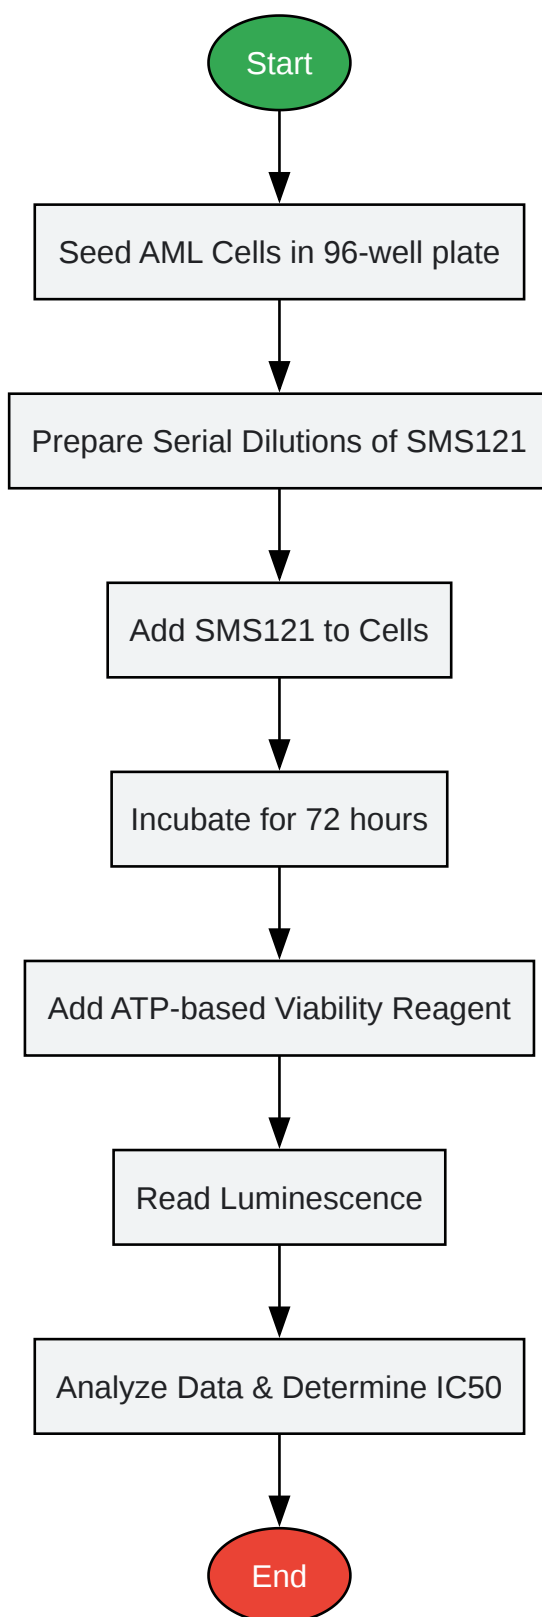 Start
Seed AML Cells in 96-well plate
Prepare Serial Dilutions of SMS121
Add SMS121 to Cells
Incubate for 72 hours
Add ATP-based Viability Reagent
Read Luminescence
Analyze Data & Determine IC50
End